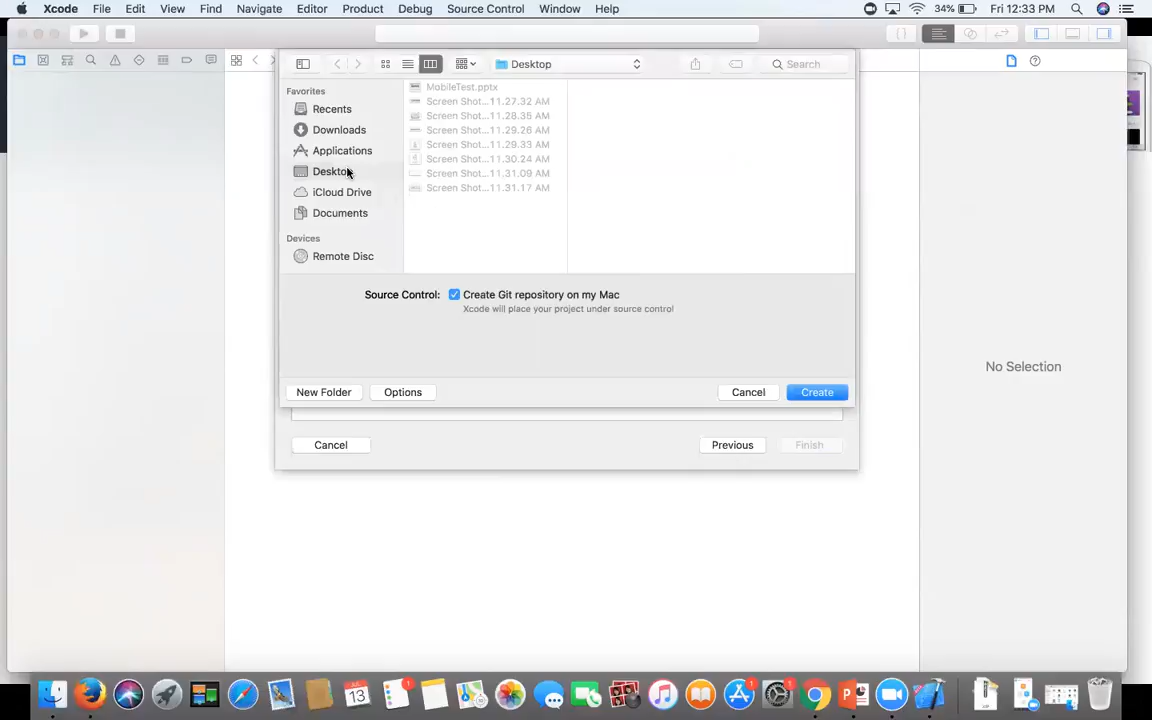 Xcode File Edit View Find Navigate Editor Product Debug Source Control Window Help 34% Fri 12:33 PM
Desktop Search
Favorites
Recents
Downloads
Applications
Desktop
iCloud Drive
Documents
Devices
Remote Disc
MobileTest.pptx
Screen Shot...11.27.32 AM
Screen Shot...11.28.35 AM
Screen Shot...11.29.26 AM
Screen Shot...11.29.33 AM
Screen Shot...11.30.24 AM
Screen Shot...11.31.09 AM
Screen Shot...11.31.17 AM
Source Control: Create Git repository on my Mac
Xcode will place your project under source control
New Folder Options Cancel Create
Cancel Previous Finish
No Selection
13
1
1
1